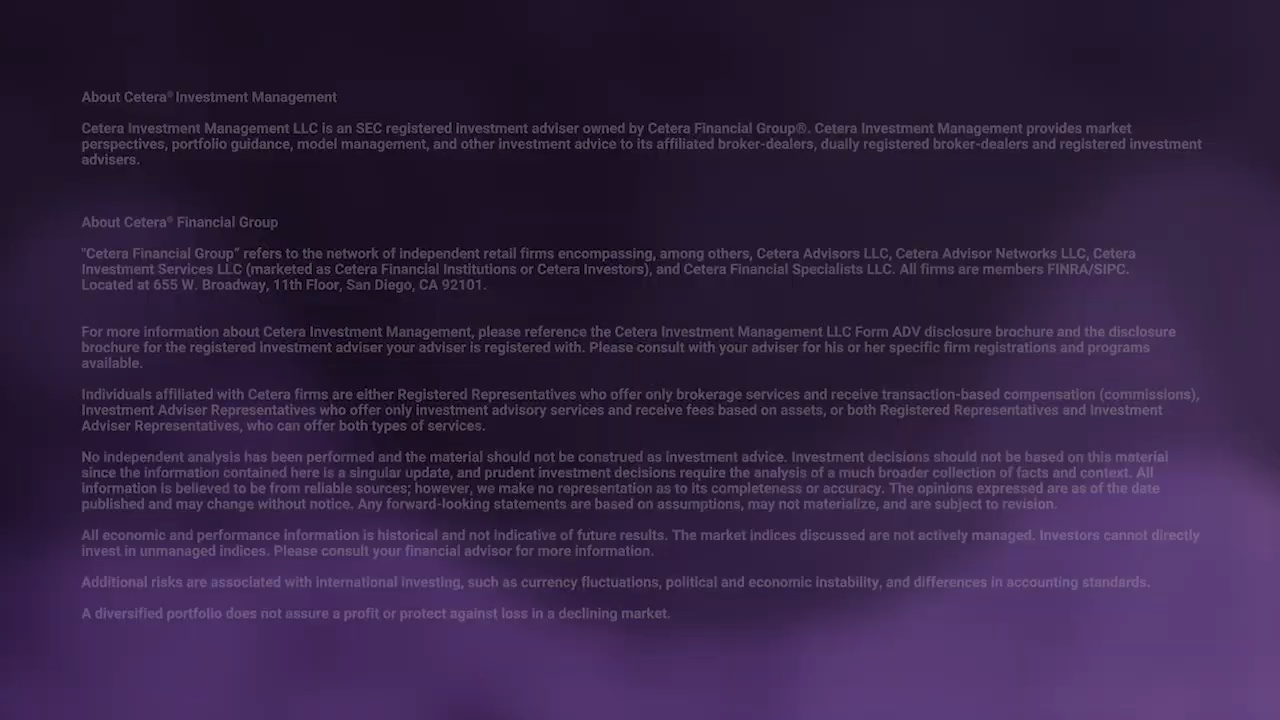 About Cetera® Investment Management
Cetera Investment Management LLC is an SEC registered investment adviser owned by Cetera Financial Group®. Cetera Investment Management provides market
perspectives, portfolio guidance, model management, and other investment advice to its affiliated broker-dealers, dually registered broker-dealers and registered investment
advisers.
About Cetera® Financial Group
"Cetera Financial Group” refers to the network of independent retail firms encompassing, among others, Cetera Advisors LLC, Cetera Advisor Networks LLC, Cetera
Investment Services LLC (marketed as Cetera Financial Institutions or Cetera Investors), and Cetera Financial Specialists LLC. All firms are members FINRA/SIPC.
Located at 655 W. Broadway, 11th Floor, San Diego, CA 92101.
For more information about Cetera Investment Management, please reference the Cetera Investment Management LLC Form ADV disclosure brochure and the disclosure
brochure for the registered investment adviser your adviser is registered with. Please consult with your adviser for his or her specific firm registrations and programs
available.
Individuals affiliated with Cetera firms are either Registered Representatives who offer only brokerage services and receive transaction-based compensation (commissions),
Investment Adviser Representatives who offer only investment advisory services and receive fees based on assets, or both Registered Representatives and Investment
Adviser Representatives, who can offer both types of services.
No independent analysis has been performed and the material should not be construed as investment advice. Investment decisions should not be based on this material
since the information contained here is a singular update, and prudent investment decisions require the analysis of a much broader collection of facts and context. All
information is believed to be from reliable sources; however, we make no representation as to its completeness or accuracy. The opinions expressed are as of the date
published and may change without notice. Any forward-looking statements are based on assumptions, may not materialize, and are subject to revision.
All economic and performance information is historical and not indicative of future results. The market indices discussed are not actively managed. Investors cannot directly
invest in unmanaged indices. Please consult your financial advisor for more information.
Additional risks are associated with international investing, such as currency fluctuations, political and economic instability, and differences in accounting standards.
A diversified portfolio does not assure a profit or protect against loss in a declining market.